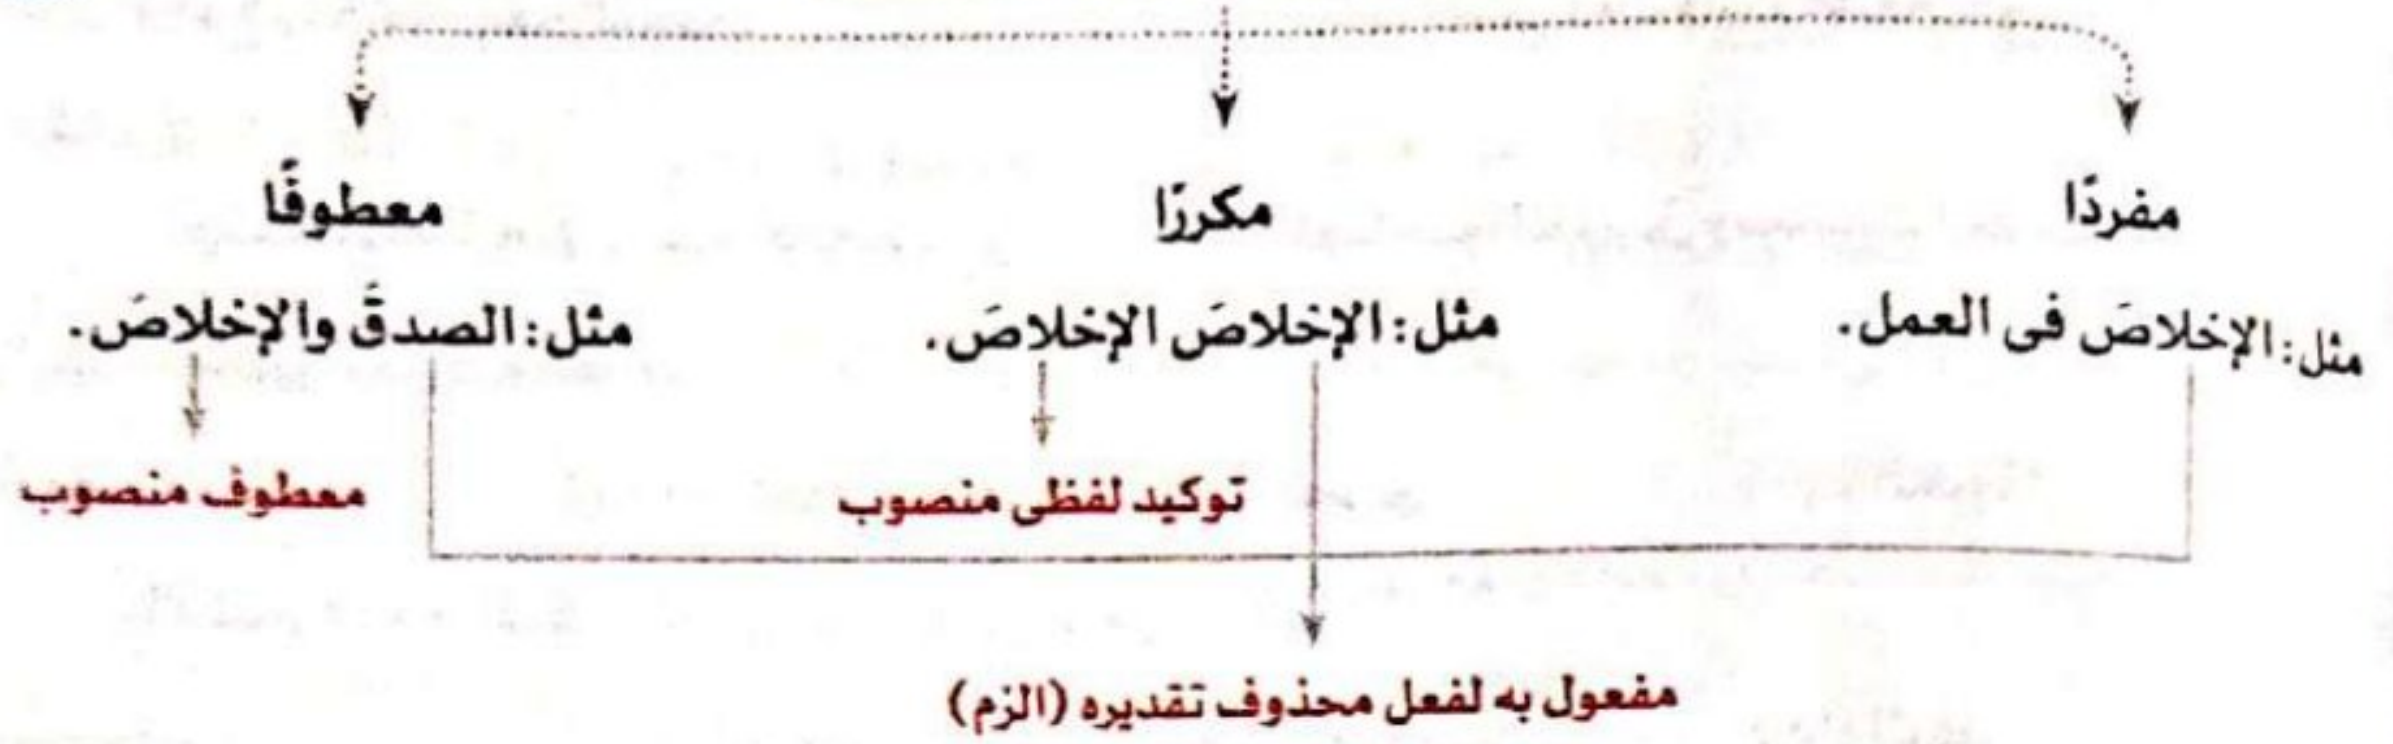 مفردًا
مكررًا
معطوفًا
مثل: الإخلاصَ فى العمل.
مثل: الإخلاصَ الإخلاصَ.
مثل: الصدقَ والإخلاصَ.
توكيد لفظى منصوب
معطوف منصوب
مفعول به لفعل محذوف تقديره (الزم)